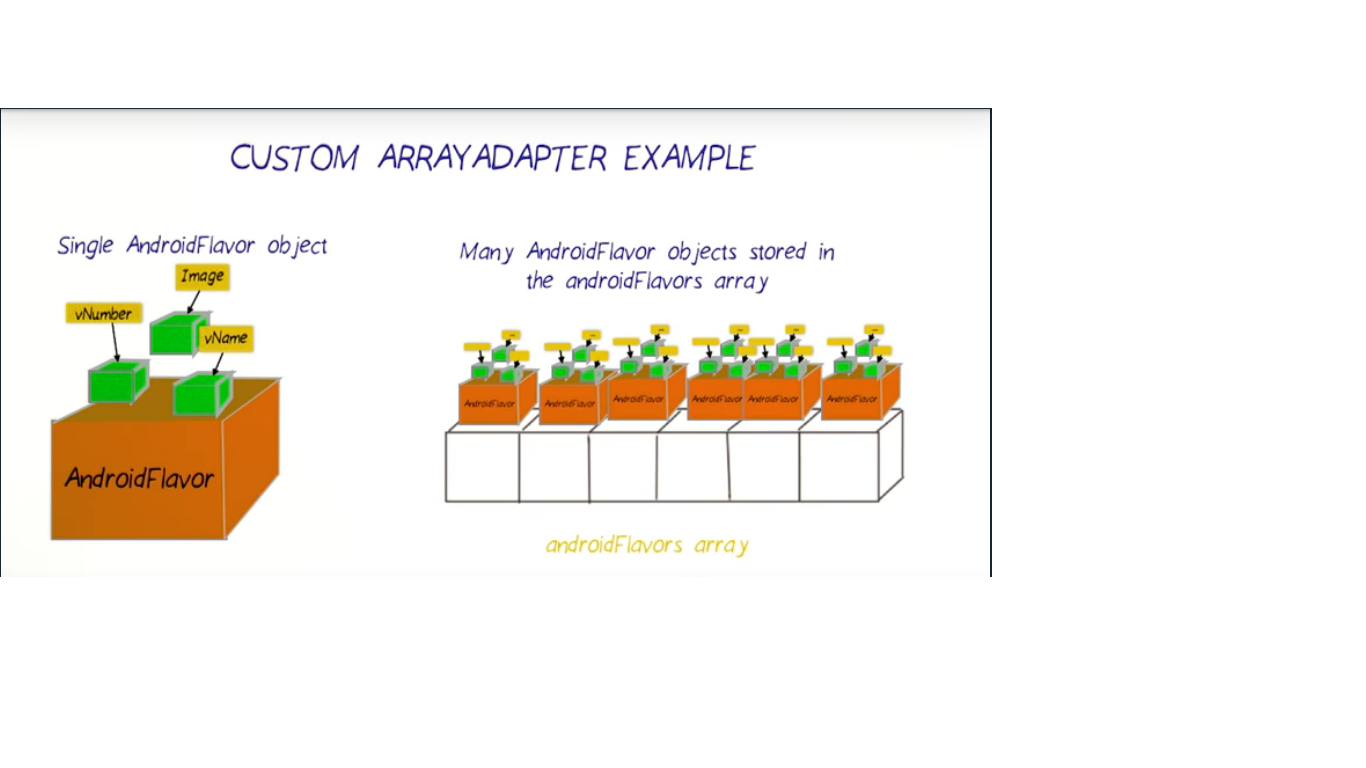 CUSTOM ARRAYADAPTER EXAMPLE
Single AndroidFlavor object
Image
vNumber
vName
AndroidFlavor
Many AndroidFlavor objects stored in
the androidFlavors array
AndroidFlavor
AndroidFlavor
AndroidFlavor
AndroidFlavor
AndroidFlavor
AndroidFlavor
androidFlavors array